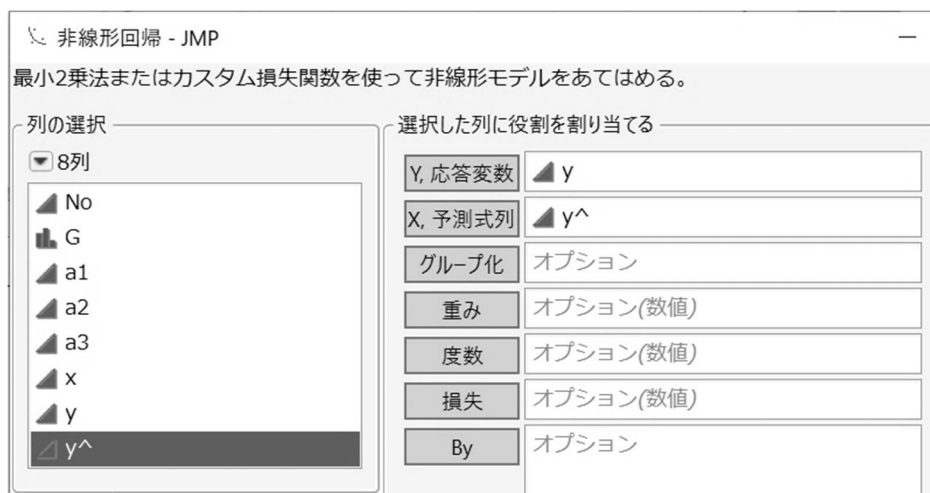 非線形回帰 - JMP
最小2乗法またはカスタム損失関数を使って非線形モデルをあてはめる。
列の選択
8列
No
G
a1
a2
a3
x
y
y^
選択した列に役割を割り当てる
Y, 応答変数 y
X, 予測式列 y^
グループ化 オプション
重み オプション(数値)
度数 オプション(数値)
損失 オプション(数値)
By オプション